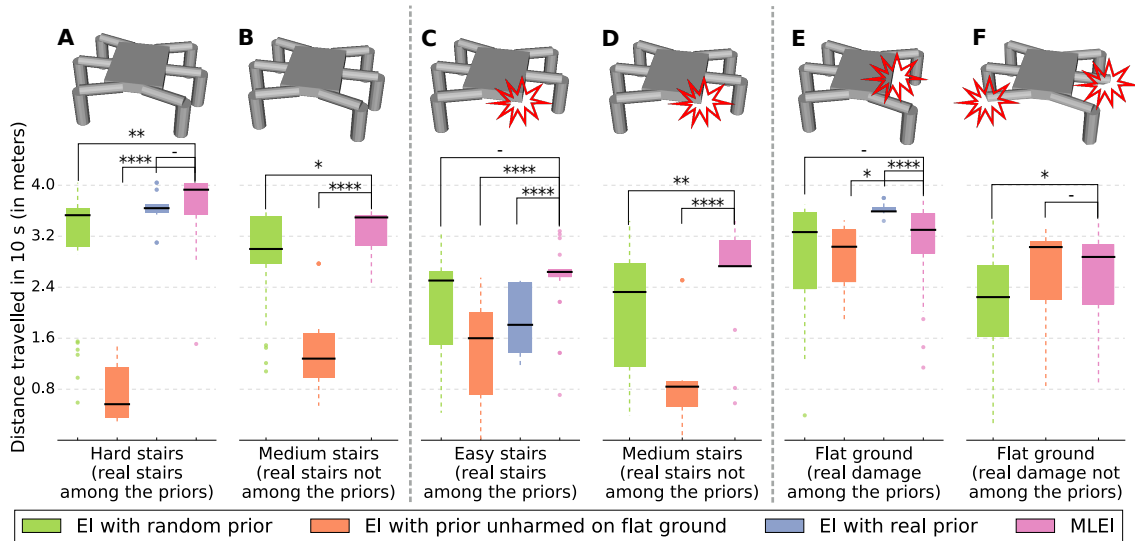 A B C D E F
** * - ** - *
- **** ****
**** **** **** **** * -
Distance travelled in 10 s (in meters)
4.0
3.2
2.4
1.6
0.8
Hard stairs
(real stairs
among the priors)
Medium stairs
(real stairs not
among the priors)
Easy stairs
(real stairs
among the priors)
Medium stairs
(real stairs not
among the priors)
Flat ground
(real damage
among the priors)
Flat ground
(real damage not
among the priors)
EI with random prior EI with prior unharmed on flat ground EI with real prior MLEI